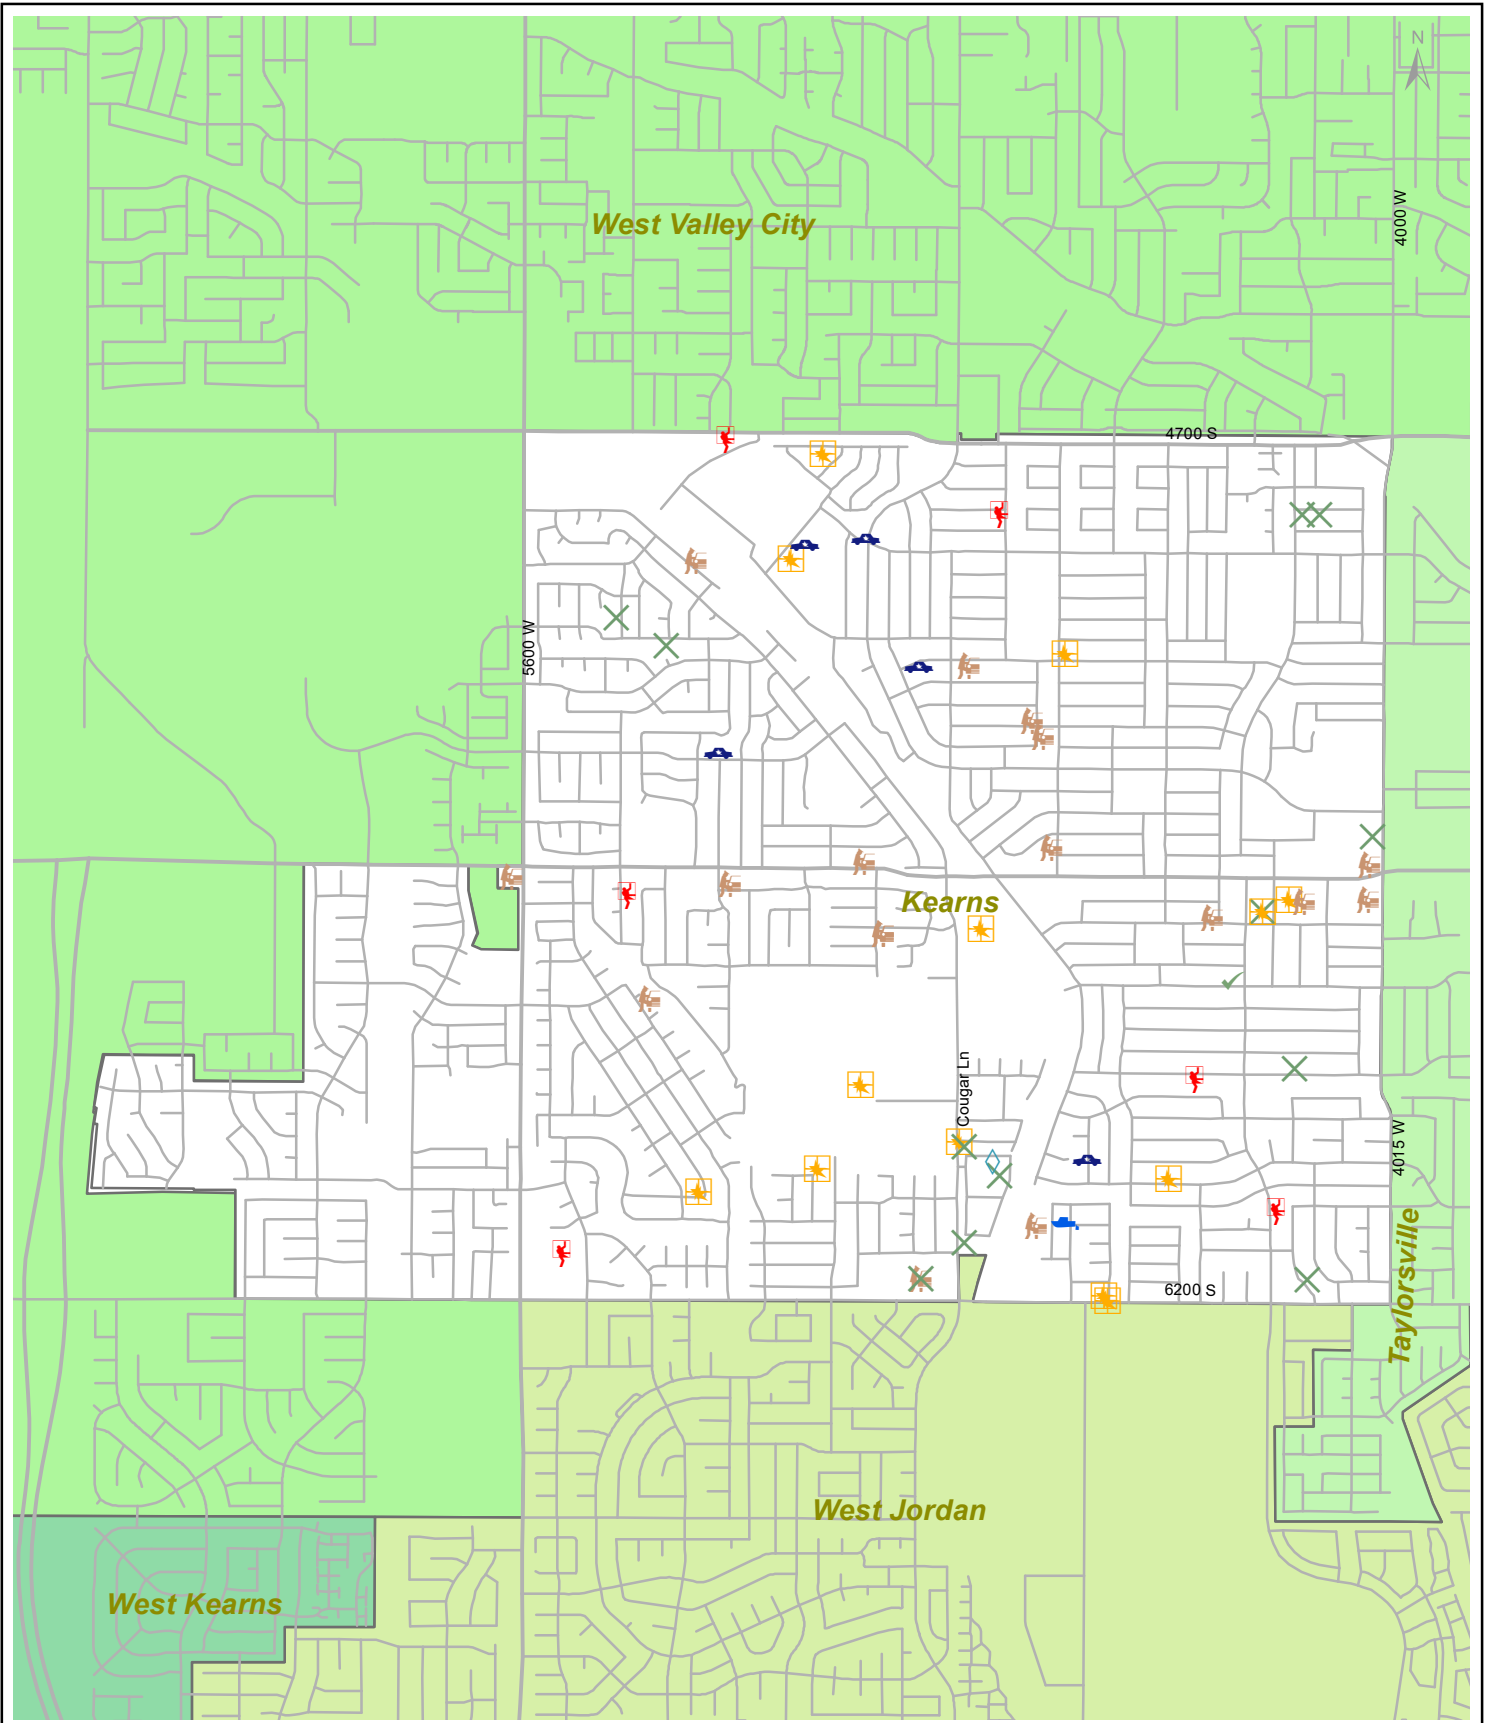 N
4000 W
West Valley City
4700 S
5600 W
Kearns
Cougar Ln
4015 W
Taylorsville
6200 S
West Jordan
West Kearns